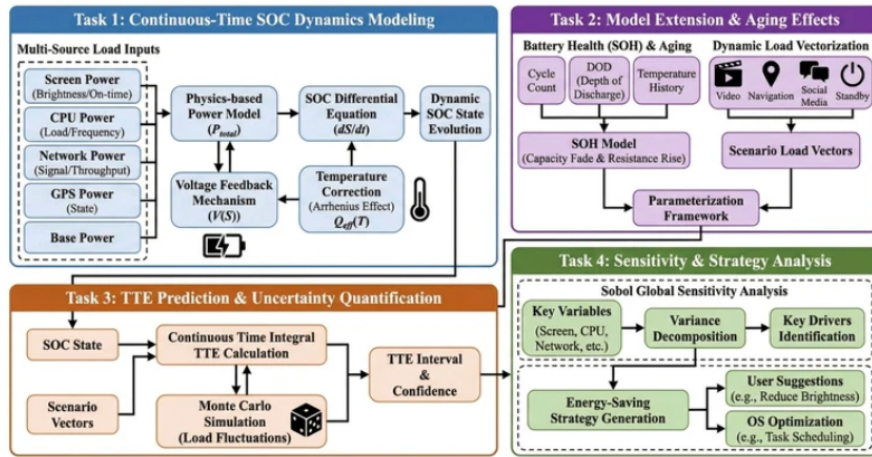 Task 1: Continuous-Time SOC Dynamics Modeling
Multi-Source Load Inputs
Screen Power
(Brightness/On-time)
CPU Power
(Load/Frequency)
Network Power
(Signal/Throughput)
GPS Power
(State)
Base Power
Physics-based
Power Model
(P_total)
SOC Differential
Equation
(dS/dt)
Dynamic
SOC State
Evolution
Voltage Feedback
Mechanism
(V(S))
Temperature
Correction
(Arrhenius Effect)
Q_eff(T)
Task 2: Model Extension & Aging Effects
Battery Health (SOH) & Aging
Cycle
Count
DOD
(Depth of
Discharge)
Temperature
History
SOH Model
(Capacity Fade & Resistance Rise)
Dynamic Load Vectorization
Video
Navigation
Social
Media
Standby
Scenario Load Vectors
Parameterization
Framework
Task 3: TTE Prediction & Uncertainty Quantification
SOC State
Scenario
Vectors
Continuous Time Integral
TTE Calculation
Monte Carlo
Simulation
(Load Fluctuations)
TTE Interval
&
Confidence
Task 4: Sensitivity & Strategy Analysis
Sobol Global Sensitivity Analysis
Key Variables
(Screen, CPU,
Network, etc.)
Variance
Decomposition
Key Drivers
Identification
Energy-Saving
Strategy Generation
User Suggestions
(e.g., Reduce Brightness)
OS Optimization
(e.g., Task Scheduling)